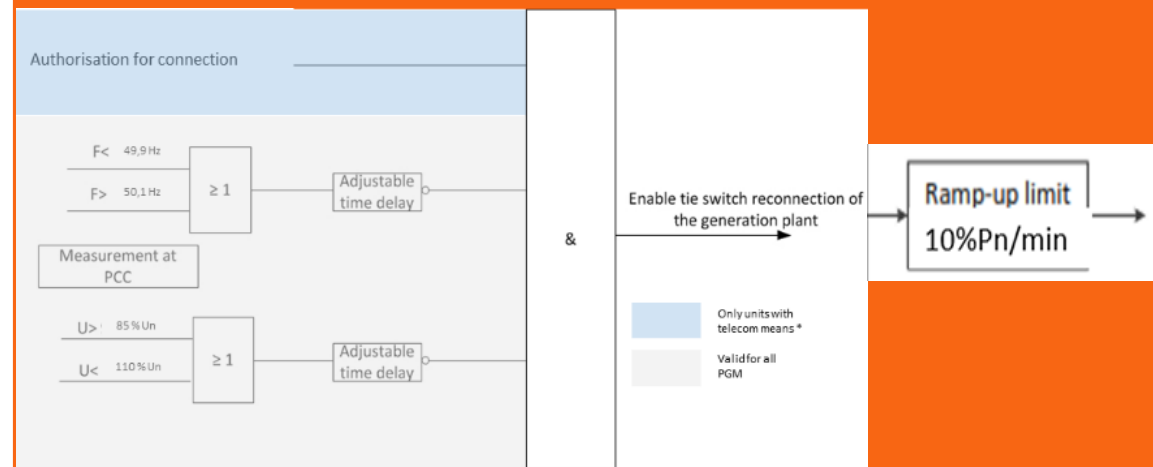 Authorisation for connection
F< 49,9 Hz
F> 50,1 Hz
≥ 1
Adjustable
time delay
Measurement at
PCC
U> 85 % Un
U< 110 % Un
≥ 1
Adjustable
time delay
&
Enable tie switch reconnection of
the generation plant
Only units with
telecom means *
Valid for all
PGM
Ramp-up limit
10%Pn/min